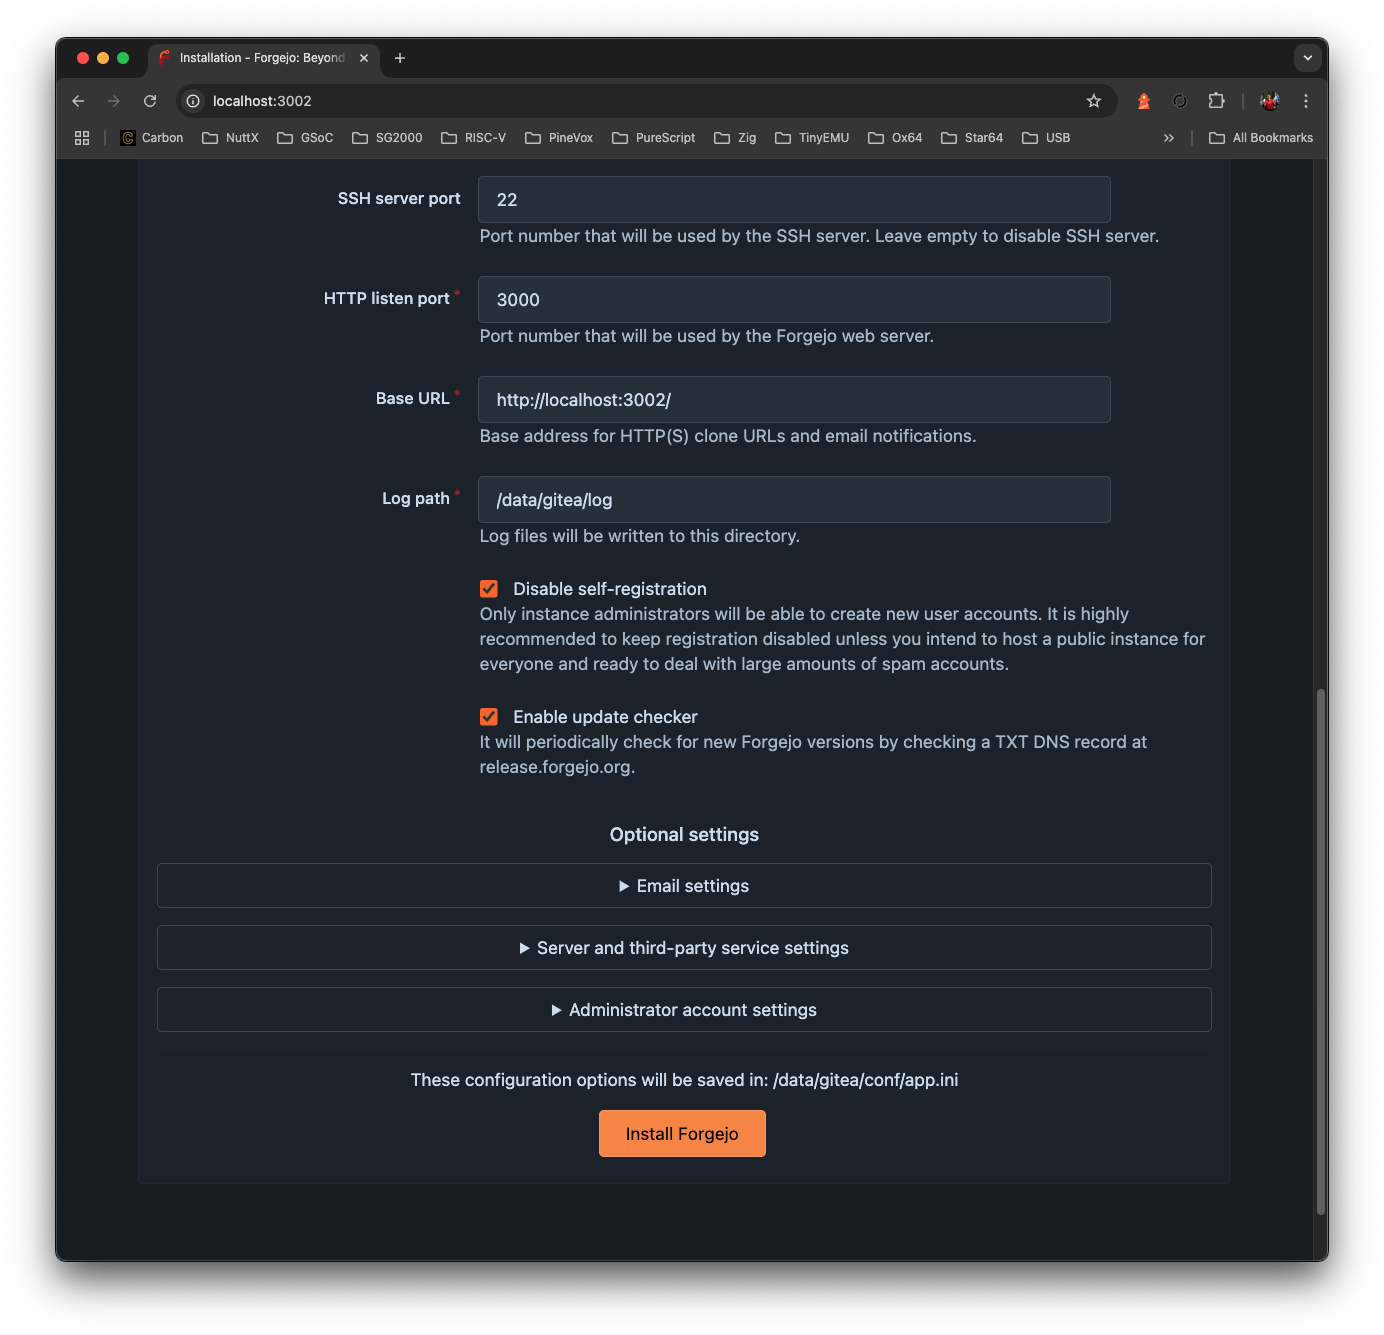 Installation - Forgejo: Beyond
localhost:3002
Carbon NuttX GSoC SG2000 RISC-V PineVox PureScript Zig TinyEMU Ox64 Star64 USB » All Bookmarks
SSH server port 22
Port number that will be used by the SSH server. Leave empty to disable SSH server.
HTTP listen port * 3000
Port number that will be used by the Forgejo web server.
Base URL * http://localhost:3002/
Base address for HTTP(S) clone URLs and email notifications.
Log path * /data/gitea/log
Log files will be written to this directory.
Disable self-registration
Only instance administrators will be able to create new user accounts. It is highly
recommended to keep registration disabled unless you intend to host a public instance for
everyone and ready to deal with large amounts of spam accounts.
Enable update checker
It will periodically check for new Forgejo versions by checking a TXT DNS record at
release.forgejo.org.
Optional settings
Email settings
Server and third-party service settings
Administrator account settings
These configuration options will be saved in: /data/gitea/conf/app.ini
Install Forgejo